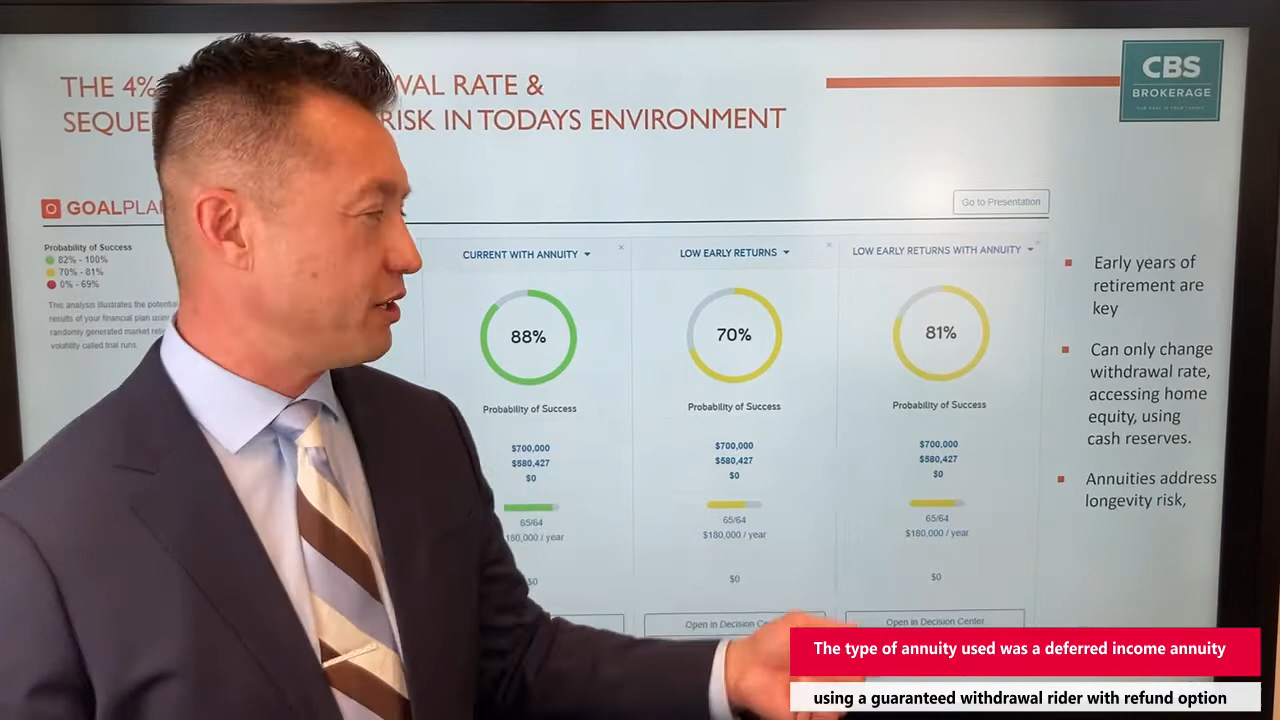 THE 4% WAL RATE &
SEQUE RISK IN TODAYS ENVIRONMENT
CBS
BROKERAGE
GOALPLA
Go to Presentation
Probability of Success
82% - 100%
70% - 81%
0% - 69%
This analysis illustrates the potential
results of your financial plan using
randomly generated market
volatility called trial runs.
CURRENT WITH ANNUITY
88%
Probability of Success
$700,000
$580,427
$0
65/64
180,000 / year
$0
LOW EARLY RETURNS
70%
Probability of Success
$700,000
$580,427
$0
65/64
$180,000 / year
$0
Open in Decision Ce
LOW EARLY RETURNS WITH ANNUITY
81%
Probability of Success
$700,000
$580,427
$0
65/64
$180,000 / year
$0
Open in Decision Center
Early years of
retirement are
key
Can only change
withdrawal rate,
accessing home
equity, using
cash reserves.
Annuities address
longevity risk,
The type of annuity used was a deferred income annuity
using a guaranteed withdrawal rider with refund option